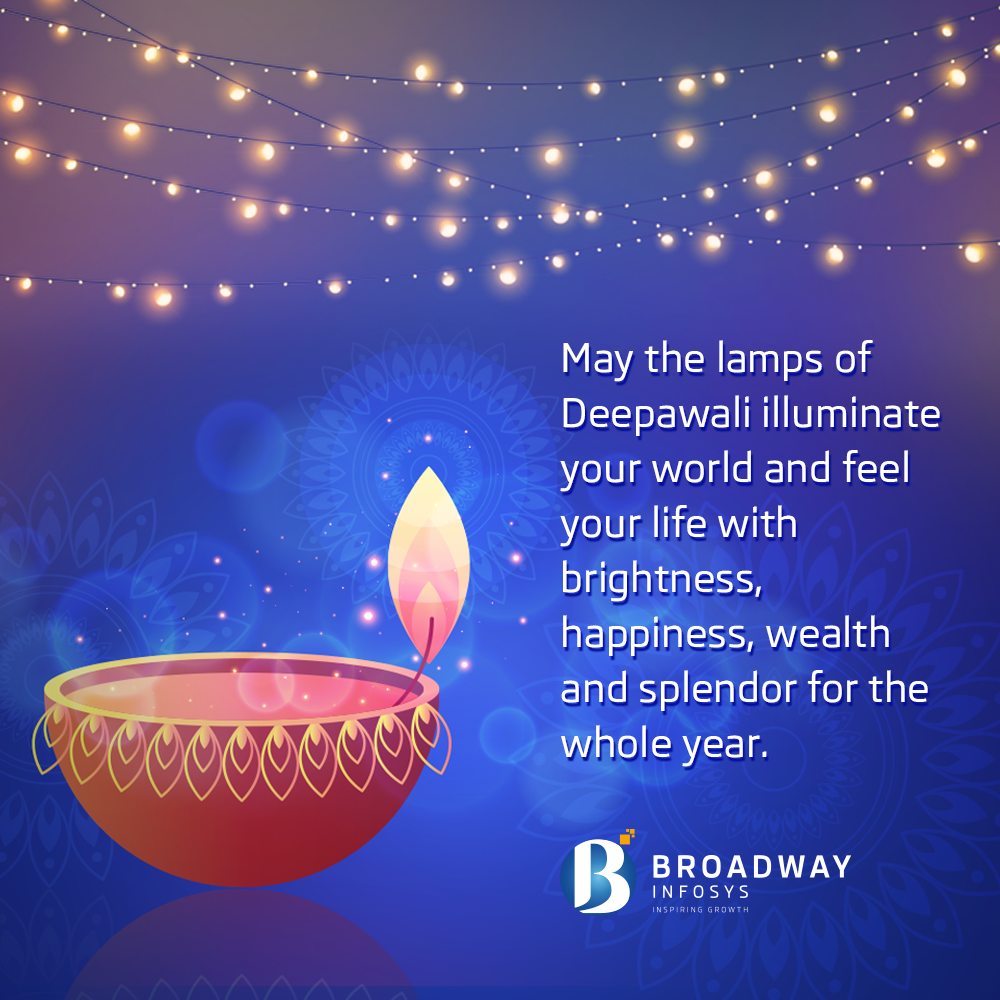 May the lamps of
Deepawali illuminate
your world and feel
your life with
brightness,
happiness, wealth
and splendor for the
whole year.
B
BROADWAY
INFOSYS
INSPIRING GROWTH